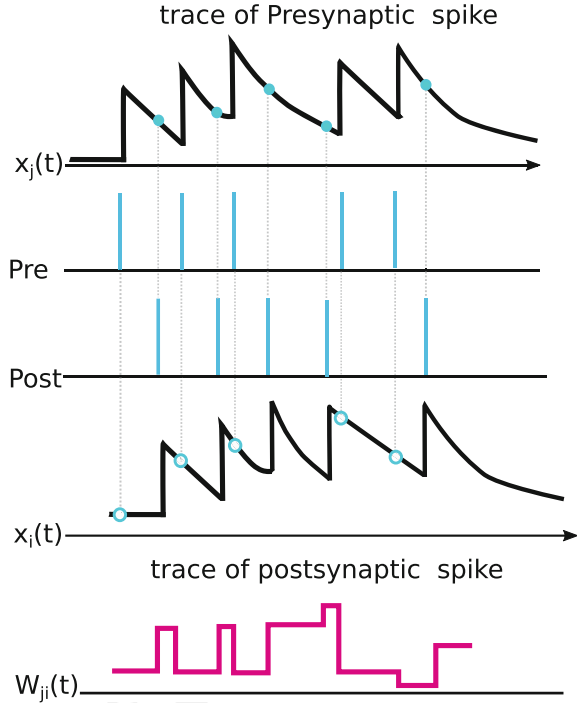 trace of Presynaptic spike
xj(t)
Pre
Post
xi(t)
trace of postsynaptic spike
Wji(t)